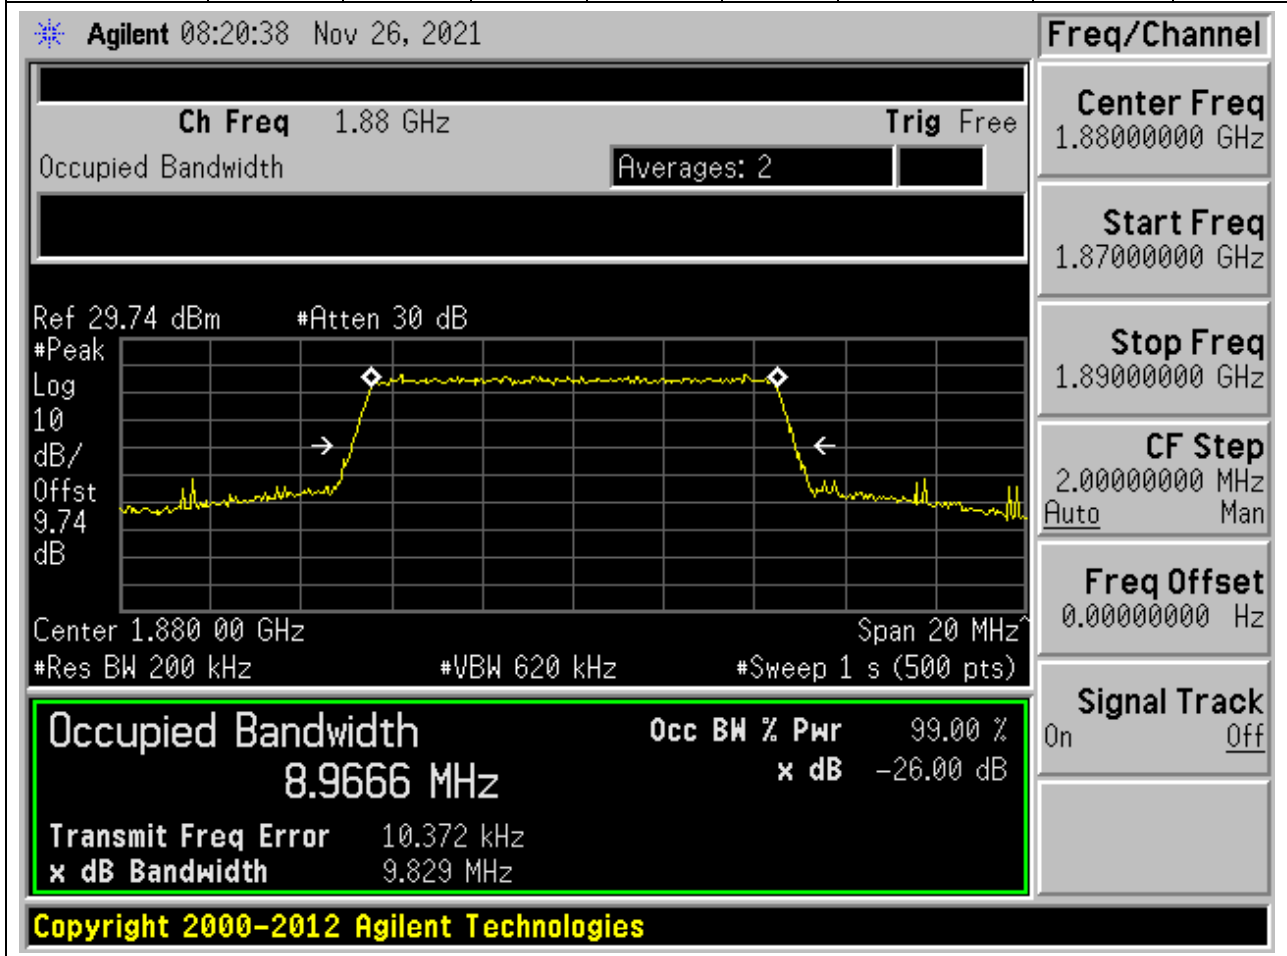 Agilent 08:20:38 Nov 26, 2021
Freq/Channel
Ch Freq 1.88 GHz
Trig Free
Occupied Bandwidth
Averages: 2
Center Freq
1.88000000 GHz
Start Freq
1.87000000 GHz
Stop Freq
1.89000000 GHz
CF Step
2.00000000 MHz
Auto Man
Freq Offset
0.00000000 Hz
Signal Track
On Off
Ref 29.74 dBm #Atten 30 dB
#Peak
Log
10
dB/
Offst
9.74
dB
Center 1.880 00 GHz Span 20 MHz^
#Res BW 200 kHz #VBW 620 kHz #Sweep 1 s (500 pts)
Occupied Bandwidth
8.9666 MHz
Occ BW % Pwr 99.00 %
x dB -26.00 dB
Transmit Freq Error 10.372 kHz
x dB Bandwidth 9.829 MHz
Copyright 2000-2012 Agilent Technologies